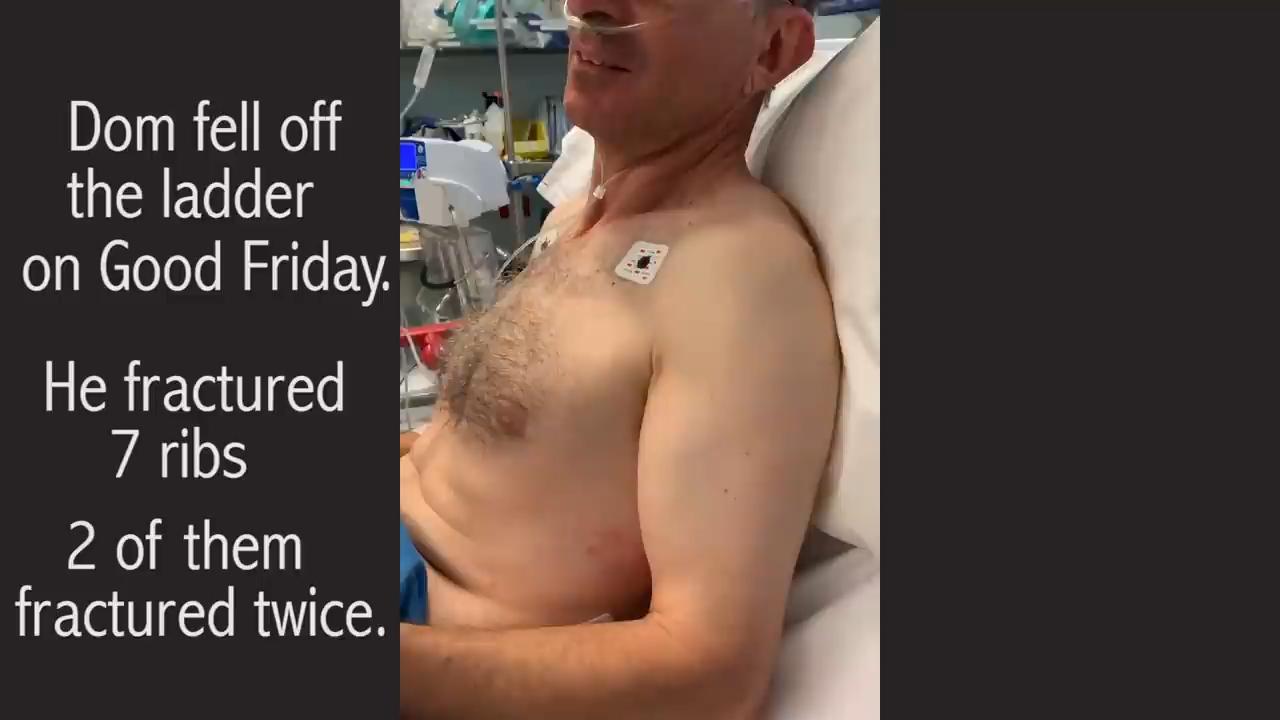 Dom fell off
the ladder
on Good Friday.
He fractured
7 ribs
2 of them
fractured twice.